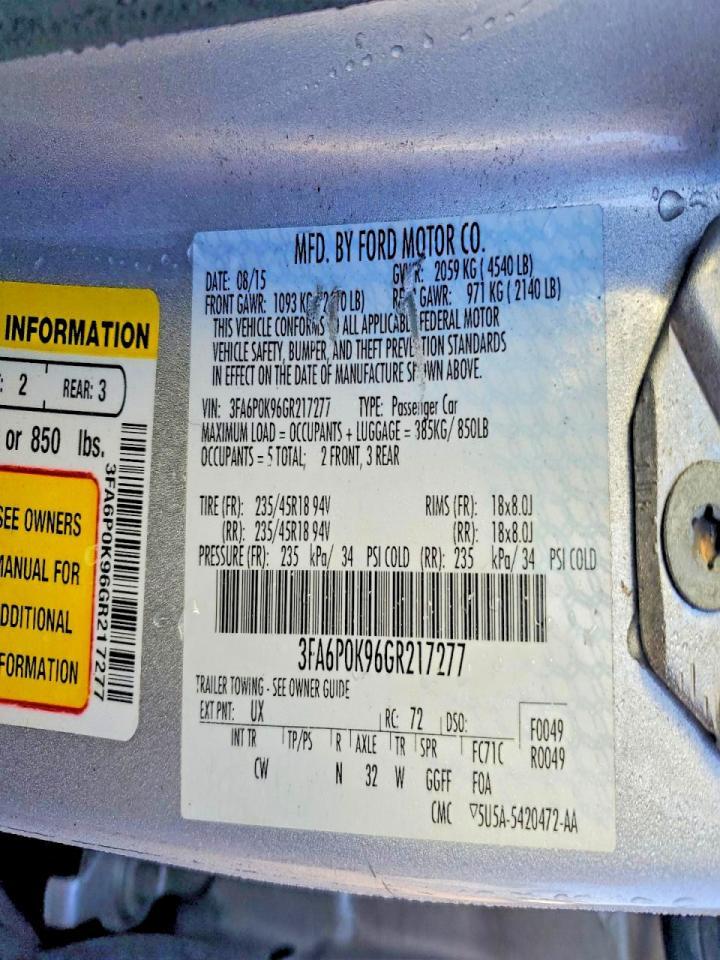 INFORMATION
: 2 REAR: 3
or 850 lbs.
SEE OWNERS
MANUAL FOR
DDITIONAL
FORMATION
3FA6P0K96GR217277
MFD. BY FORD MOTOR CO.
DATE: 08/15 GVWR: 2059 KG ( 4540 LB)
FRONT GAWR: 1093 KG (2410 LB) REAR GAWR: 971 KG ( 2140 LB)
THIS VEHICLE CONFORMS TO ALL APPLICABLE FEDERAL MOTOR
VEHICLE SAFETY, BUMPER, AND THEFT PREVENTION STANDARDS
IN EFFECT ON THE DATE OF MANUFACTURE SHOWN ABOVE.
VIN: 3FA6P0K96GR217277 TYPE: Passenger Car
MAXIMUM LOAD = OCCUPANTS + LUGGAGE = 385KG/ 850LB
OCCUPANTS = 5 TOTAL; 2 FRONT, 3 REAR
TIRE (FR): 235/45R18 94V RIMS (FR): 18x8.0J
(RR): 235/45R18 94V (RR): 18x8.0J
PRESSURE (FR): 235 kPa/ 34 PSI COLD (RR): 235 kPa/ 34 PSI COLD
3FA6P0K96GR217277
TRAILER TOWING - SEE OWNER GUIDE
EXT PNT: UX RC: 72 DSO: F0049
INT TR TP/PS R AXLE TR SPR FC71C R0049
CW N 32 W GGFF F0A
CMC ▽5U5A-5420472-AA